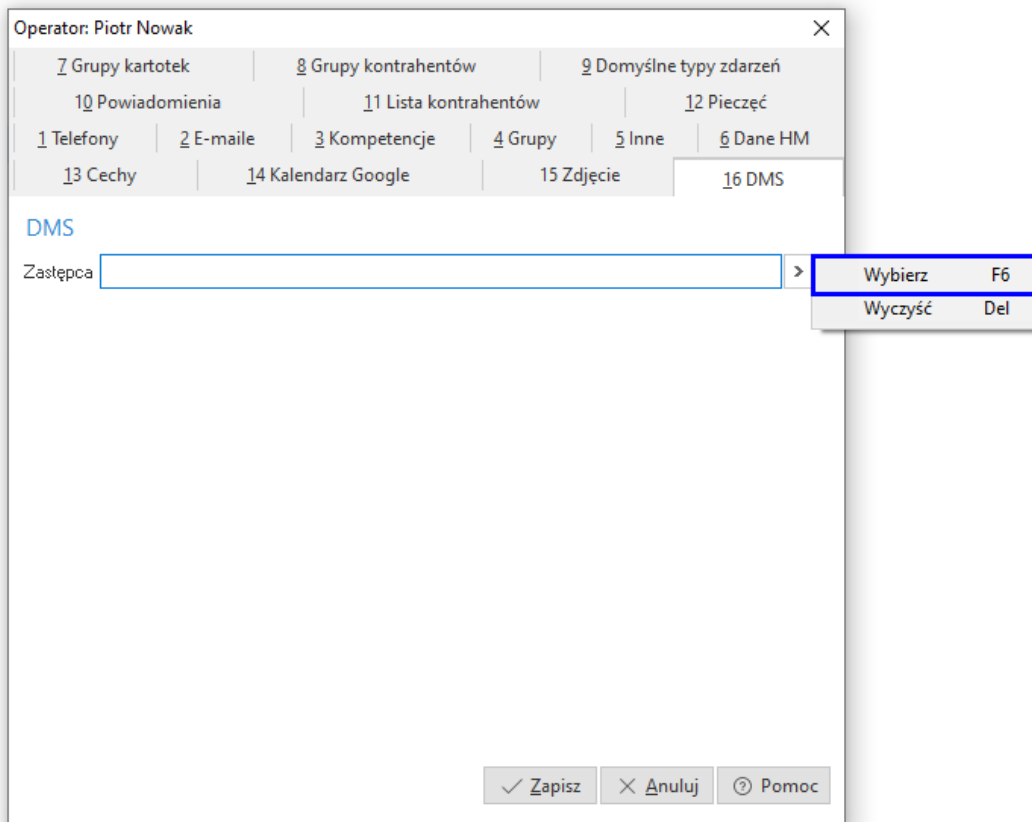 Operator: Piotr Nowak
7 Grupy kartotek 8 Grupy kontrahentów 9 Domyślne typy zdarzeń
10 Powiadomienia 11 Lista kontrahentów 12 Pieczęć
1 Telefony 2 E-maile 3 Kompetencje 4 Grupy 5 Inne 6 Dane HM
13 Cechy 14 Kalendarz Google 15 Zdjęcie 16 DMS
DMS
Zastępca
Wybierz F6
Wyczyść Del
Zapisz Anuluj Pomoc